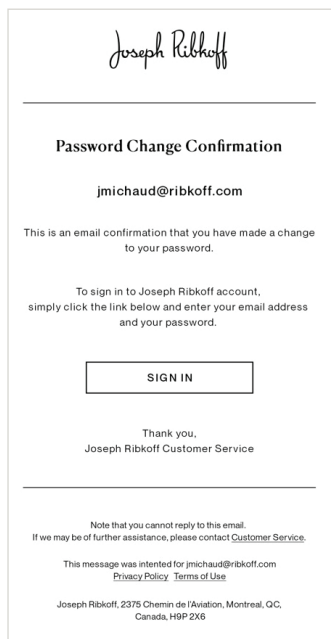 Joseph Ribkoff
Password Change Confirmation
jmichaud@ribkoff.com
This is an email confirmation that you have made a change
to your password.
To sign in to Joseph Ribkoff account,
simply click the link below and enter your email address
and your password.
SIGN IN
Thank you,
Joseph Ribkoff Customer Service
Note that you cannot reply to this email.
If we may be of further assistance, please contact Customer Service.
This message was intended for jmichaud@ribkoff.com
Privacy Policy Terms of Use
Joseph Ribkoff, 2375 Chemin de l'Aviation, Montreal, QC,
Canada, H9P 2X6